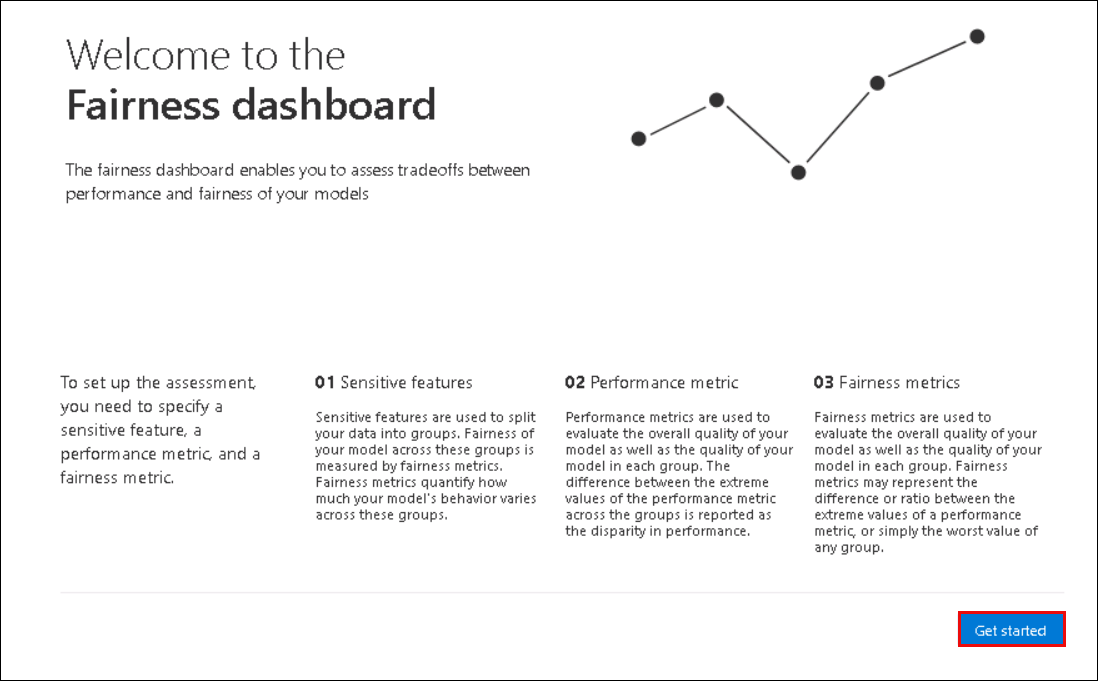 Welcome to the
Fairness dashboard
The fairness dashboard enables you to assess tradeoffs between
performance and fairness of your models
To set up the assessment,
you need to specify a
sensitive feature, a
performance metric, and a
fairness metric.
01 Sensitive features
Sensitive features are used to split
your data into groups. Fairness of
your model across these groups is
measured by fairness metrics.
Fairness metrics quantify how
much your model's behavior varies
across these groups.
02 Performance metric
Performance metrics are used to
evaluate the overall quality of your
model as well as the quality of your
model in each group. The
difference between the extreme
values of the performance metric
across the groups is reported as
the disparity in performance.
03 Fairness metrics
Fairness metrics are used to
evaluate the overall quality of your
model as well as the quality of your
model in each group. Fairness
metrics may represent the
difference or ratio between the
extreme values of a performance
metric, or simply the worst value of
any group.
Get started